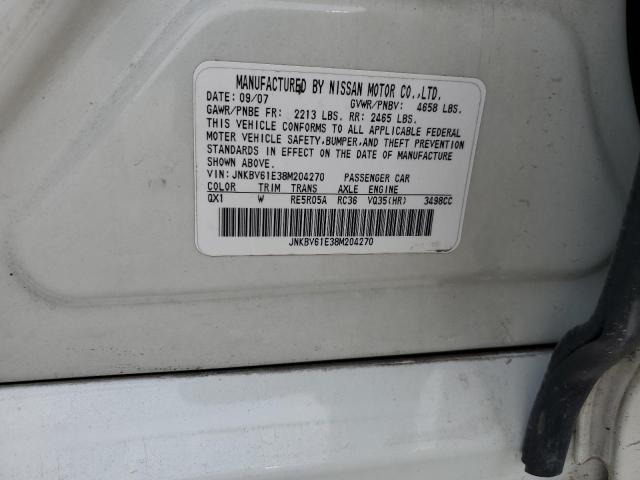 MANUFACTURED BY NISSAN MOTOR CO.,LTD.
DATE: 09/07 GVWR/PNBV: 4658 LBS.
GAWR/PNBE FR: 2213 LBS. RR: 2465 LBS.
THIS VEHICLE CONFORMS TO ALL APPLICABLE FEDERAL
MOTOR VEHICLE SAFETY,BUMPER,AND THEFT PREVENTION
STANDARDS IN EFFECT ON THE DATE OF MANUFACTURE
SHOWN ABOVE.
VIN: JNKBV61E38M204270 PASSENGER CAR
COLOR TRIM TRANS AXLE ENGINE
QX1 W RE5R05A RC36 VQ35(HR) 3498CC
JNKBV61E38M204270